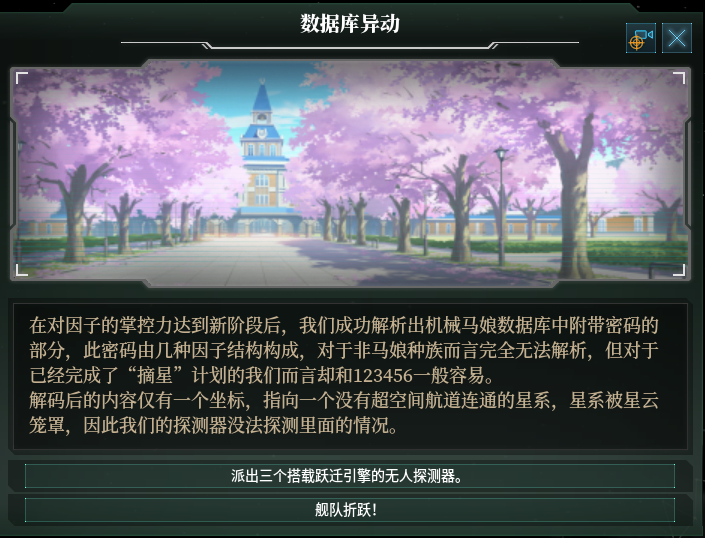 数据库异动
在对因子的掌控力达到新阶段后，我们成功解析出机械马娘数据库中附带密码的
部分，此密码由几种因子结构构成，对于非马娘种族而言完全无法解析，但对于
已经完成了“摘星”计划的我们而言却和123456一般容易。
解码后的内容仅有一个坐标，指向一个没有超空间航道连通的星系，星系被星云
笼罩，因此我们的探测器没法探测里面的情况。
派出三个搭载跃迁引擎的无人探测器。
舰队折跃！